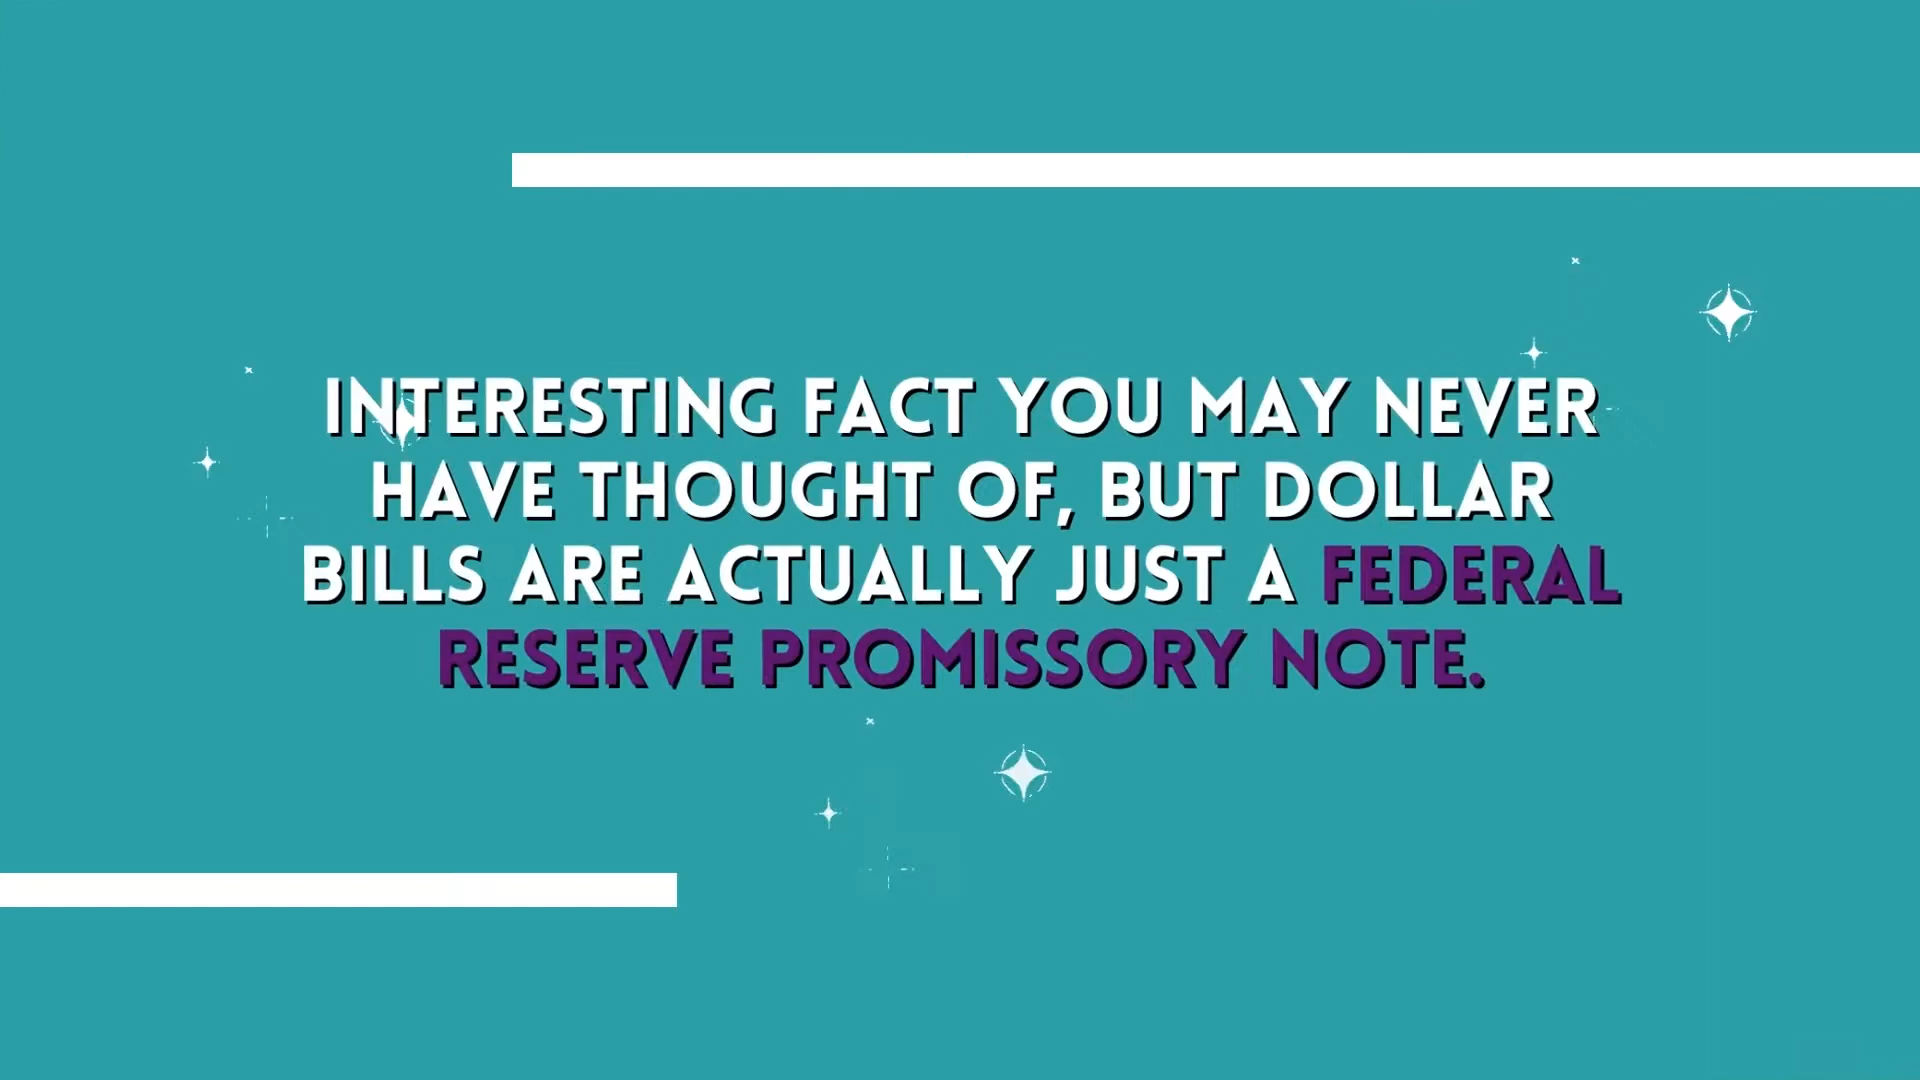 INTERESTING FACT YOU MAY NEVER
HAVE THOUGHT OF, BUT DOLLAR
BILLS ARE ACTUALLY JUST A FEDERAL
RESERVE PROMISSORY NOTE.